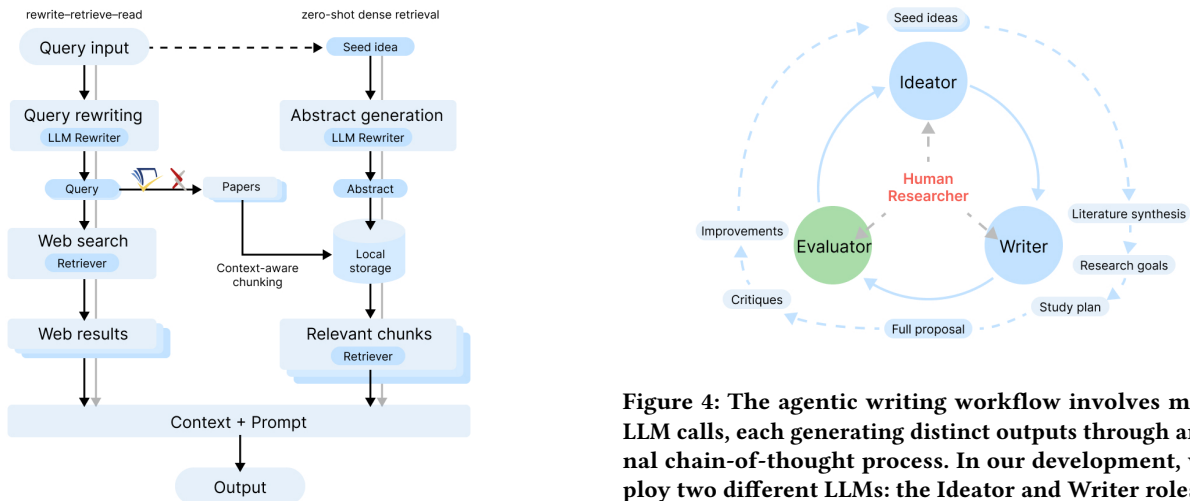 rewrite–retrieve–read
zero-shot dense retrieval
Query input
Seed idea
Query rewriting
LLM Rewriter
Abstract generation
LLM Rewriter
Query
Papers
Abstract
Web search
Retriever
Context-aware
chunking
Local
storage
Web results
Relevant chunks
Retriever
Context + Prompt
Output
Seed ideas
Ideator
Human
Researcher
Literature synthesis
Improvements
Evaluator
Writer
Research goals
Critiques
Study plan
Full proposal
Figure 4: The agentic writing workflow involves m
LLM calls, each generating distinct outputs through a
nal chain-of-thought process. In our development,
ploy two different LLMs: the Ideator and Writer role